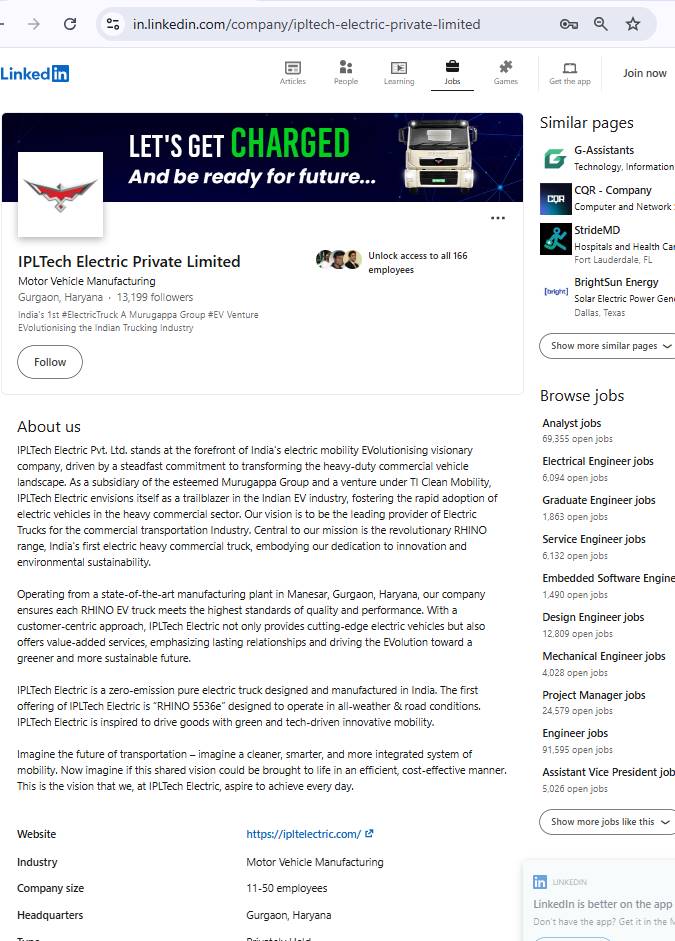 in.linkedin.com/company/ipltech-electric-private-limited
Linkedin
Articles
People
Learning
Jobs
Games
Get the app
Join now
LET'S GET CHARGED
And be ready for future...
IPLTech Electric Private Limited
Motor Vehicle Manufacturing
Gurgaon, Haryana · 13,199 followers
India's 1st #ElectricTruck A Murugappa Group #EV Venture
EVolutionising the Indian Trucking Industry
Unlock access to all 166
employees
Follow
About us
IPLTech Electric Pvt. Ltd. stands at the forefront of India's electric mobility EVolutionising visionary
company, driven by a steadfast commitment to transforming the heavy-duty commercial vehicle
landscape. As a subsidiary of the esteemed Murugappa Group and a venture under TI Clean Mobility,
IPLTech Electric envisions itself as a trailblazer in the Indian EV industry, fostering the rapid adoption of
electric vehicles in the heavy commercial sector. Our vision is to be the leading provider of Electric
Trucks for the commercial transportation Industry. Central to our mission is the revolutionary RHINO
range, India's first electric heavy commercial truck, embodying our dedication to innovation and
environmental sustainability.
Operating from a state-of-the-art manufacturing plant in Manesar, Gurgaon, Haryana, our company
ensures each RHINO EV truck meets the highest standards of quality and performance. With a
customer-centric approach, IPLTech Electric not only provides cutting-edge electric vehicles but also
offers value-added services, emphasizing lasting relationships and driving the EVolution toward a
greener and more sustainable future.
IPLTech Electric is a zero-emission pure electric truck designed and manufactured in India. The first
offering of IPLTech Electric is "RHINO 5536e" designed to operate in all-weather & road conditions.
IPLTech Electric is inspired to drive goods with green and tech-driven innovative mobility.
Imagine the future of transportation – imagine a cleaner, smarter, and more integrated system of
mobility. Now imagine if this shared vision could be brought to life in an efficient, cost-effective manner.
This is the vision that we, at IPLTech Electric, aspire to achieve every day.
Website https://ipltelectric.com/
Industry Motor Vehicle Manufacturing
Company size 11-50 employees
Headquarters Gurgaon, Haryana
Type Privately Held
Similar pages
G-Assistants
Technology, Information
CQR
CQR - Company
Computer and Network
StrideMD
Hospitals and Health Car
Fort Lauderdale, FL
[bright]
BrightSun Energy
Solar Electric Power Gen
Dallas, Texas
Show more similar pages
Browse jobs
Analyst jobs
69,355 open jobs
Electrical Engineer jobs
6,094 open jobs
Graduate Engineer jobs
1,863 open jobs
Service Engineer jobs
6,132 open jobs
Embedded Software Engine
1,490 open jobs
Design Engineer jobs
12,809 open jobs
Mechanical Engineer jobs
4,028 open jobs
Project Manager jobs
24,579 open jobs
Engineer jobs
91,595 open jobs
Assistant Vice President job
5,026 open jobs
Show more jobs like this
in LINKEDIN
LinkedIn is better on the app
Don't have the app? Get it in the M